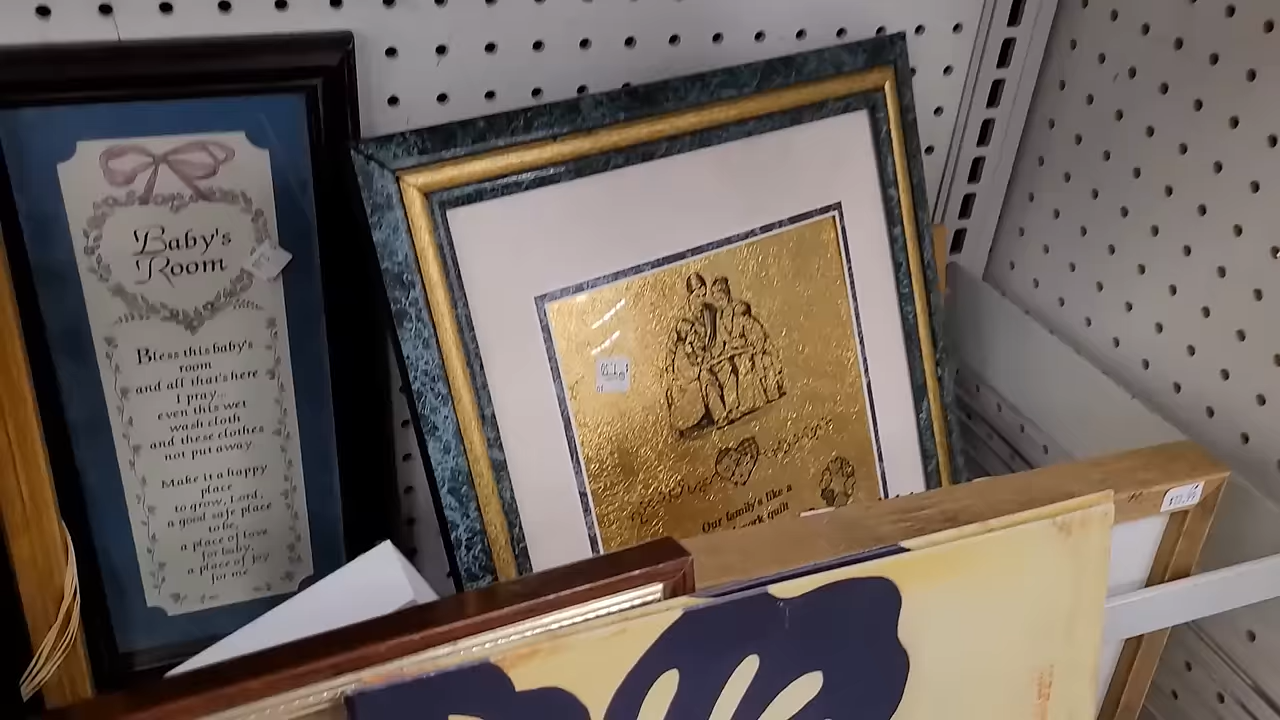 Baby's
Room
Bless this baby's
room
and all that's here
I pray...
even this wet
wash cloth
and these clothes
not put away.
Make it a happy
place
to grow, Lord,
a good safe place
to be,
a place of love
for baby,
a place of joy
for me
Our family's like a
quilt